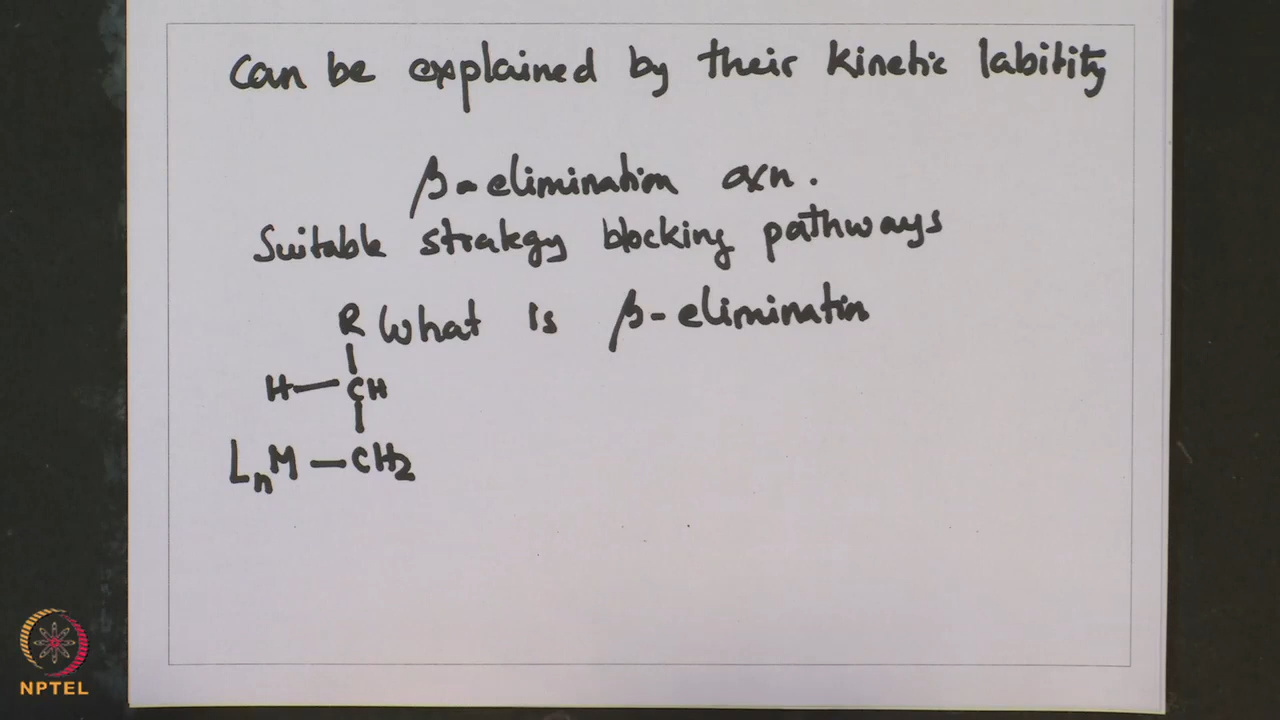 can be explained by their kinetic lability
β-elimination rxn.
Suitable strategy blocking pathways
What is β-elimination
R
H—CH
LnM—CH2
NPTEL